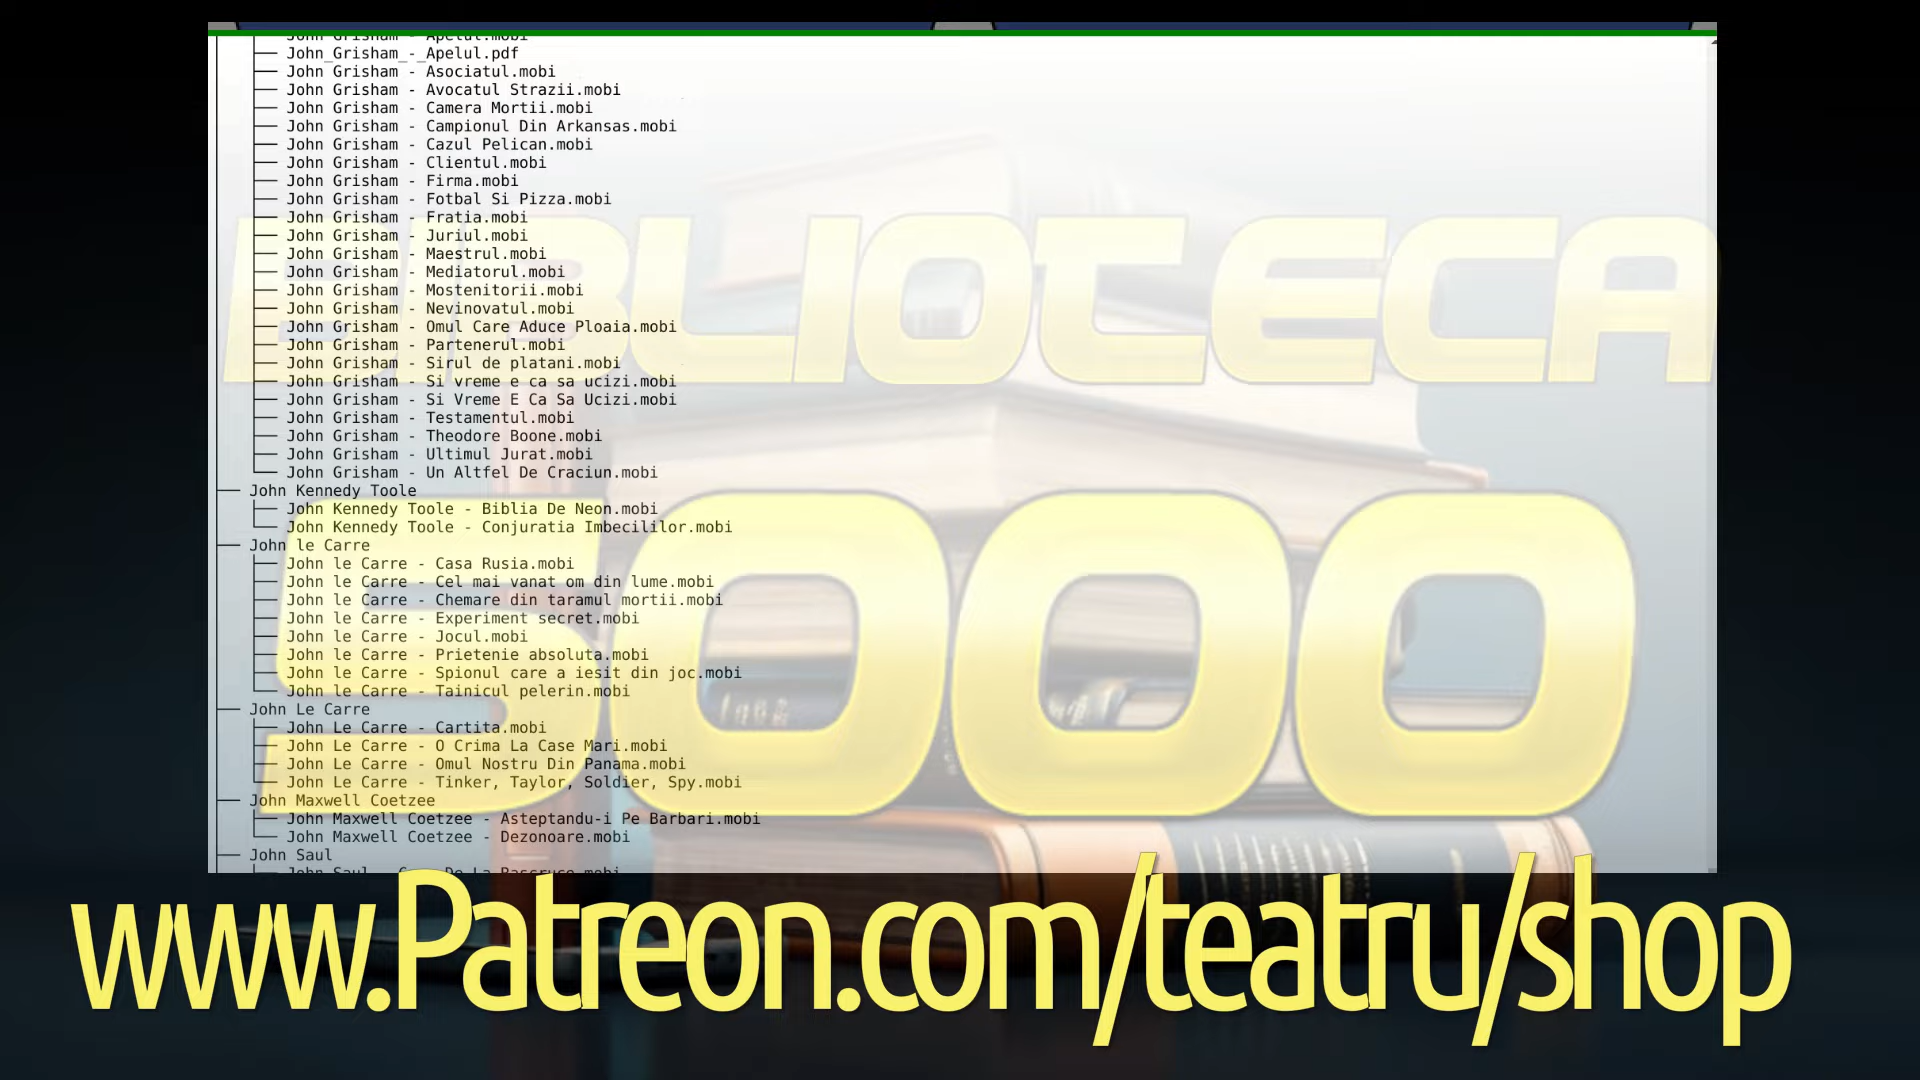 John Grisham - Apelul.mobi
John_Grisham_-_Apelul.pdf
John Grisham - Asociatul.mobi
John Grisham - Avocatul Strazii.mobi
John Grisham - Camera Mortii.mobi
John Grisham - Campionul Din Arkansas.mobi
John Grisham - Cazul Pelican.mobi
John Grisham - Clientul.mobi
John Grisham - Firma.mobi
John Grisham - Fotbal Si Pizza.mobi
John Grisham - Fratia.mobi
John Grisham - Juriul.mobi
John Grisham - Maestrul.mobi
John Grisham - Mediatorul.mobi
John Grisham - Mostenitorii.mobi
John Grisham - Nevinovatul.mobi
John Grisham - Omul Care Aduce Ploaia.mobi
John Grisham - Partenerul.mobi
John Grisham - Sirul de platani.mobi
John Grisham - Si vreme e ca sa ucizi.mobi
John Grisham - Si Vreme E Ca Sa Ucizi.mobi
John Grisham - Testamentul.mobi
John Grisham - Theodore Boone.mobi
John Grisham - Ultimul Jurat.mobi
John Grisham - Un Altfel De Craciun.mobi
John Kennedy Toole
John Kennedy Toole - Biblia De Neon.mobi
John Kennedy Toole - Conjuratia Imbecililor.mobi
John le Carre
John le Carre - Casa Rusia.mobi
John le Carre - Cel mai vanat om din lume.mobi
John le Carre - Chemare din taramul mortii.mobi
John le Carre - Experiment secret.mobi
John le Carre - Jocul.mobi
John le Carre - Prietenie absoluta.mobi
John le Carre - Spionul care a iesit din joc.mobi
John le Carre - Tainicul pelerin.mobi
John Le Carre
John Le Carre - Cartita.mobi
John Le Carre - O Crima La Case Mari.mobi
John Le Carre - Omul Nostru Din Panama.mobi
John Le Carre - Tinker, Taylor, Soldier, Spy.mobi
John Maxwell Coetzee
John Maxwell Coetzee - Asteptandu-i Pe Barbari.mobi
John Maxwell Coetzee - Dezonoare.mobi
John Saul
John Saul - De La Rascruce.mobi
BIBLIOTECA
5000
www.Patreon.com/teatru/shop